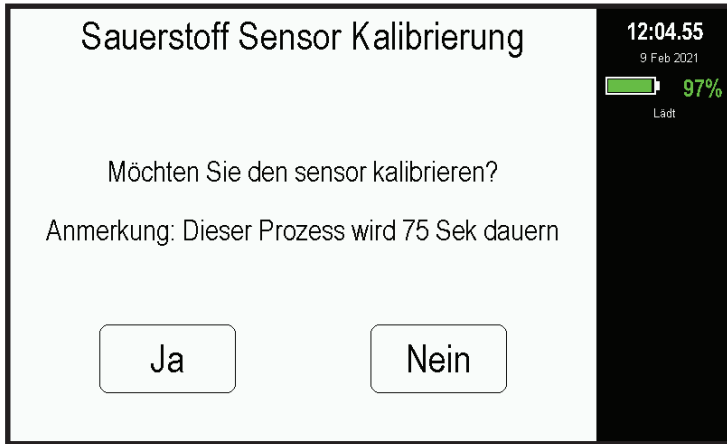 Sauerstoff Sensor Kalibrierung
Möchten Sie den sensor kalibrieren?
Anmerkung: Dieser Prozess wird 75 Sek dauern
Ja
Nein
12:04.55
9 Feb 2021
97%
Lädt